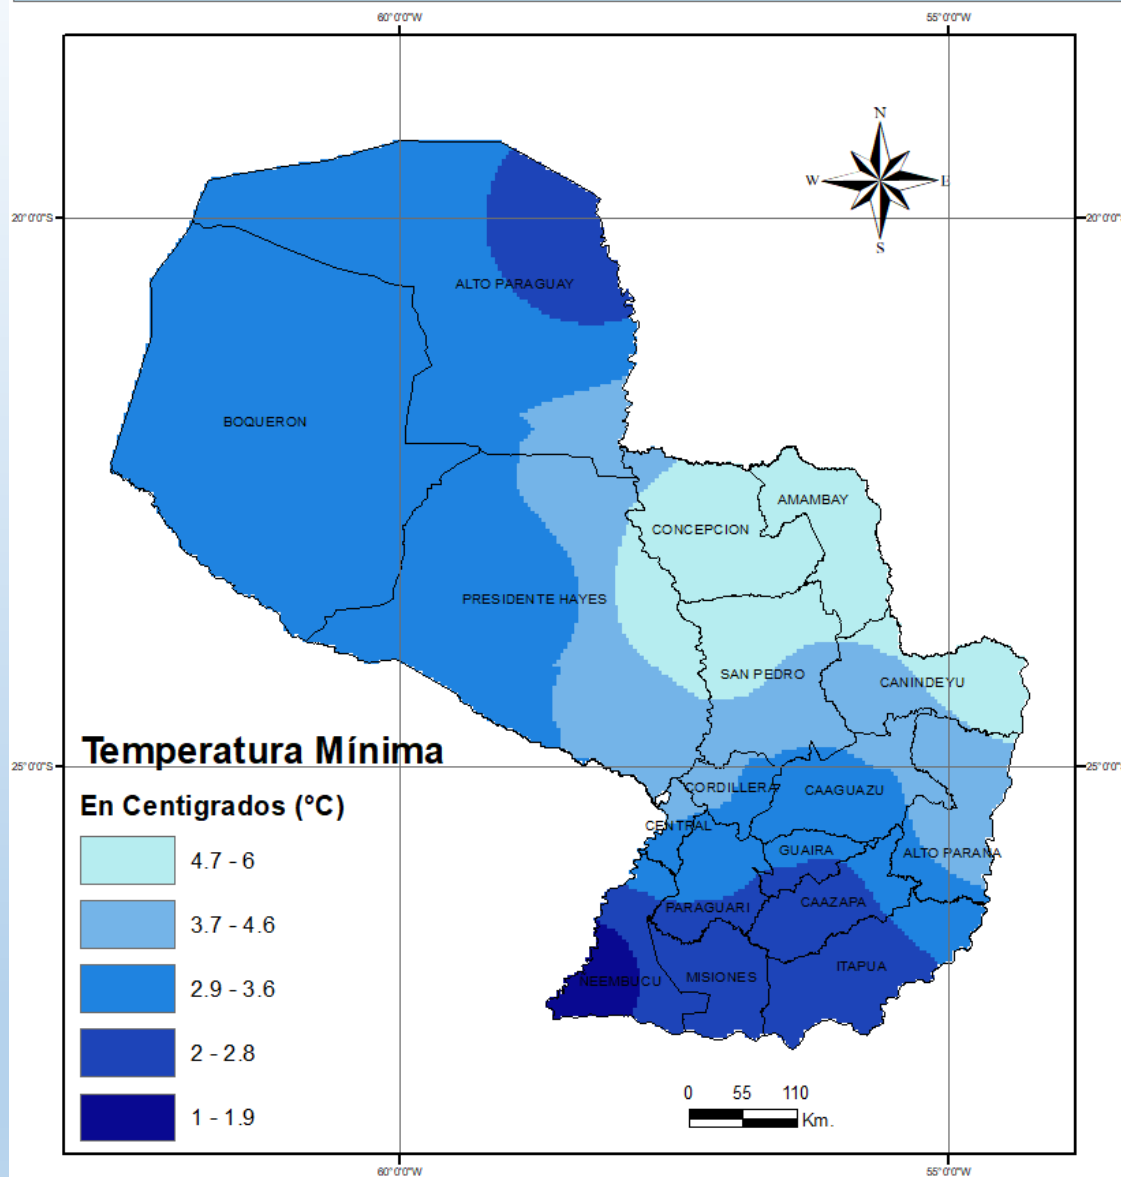 60°0'0"W 55°0'0"W
N
W E
S
20°0'0"S 20°0'0"S
ALTO PARAGUAY
BOQUERON
AMAMBAY
CONCEPCION
PRESIDENTE HAYES
SAN PEDRO
CANINDEYU
Temperatura Mínima
25°0'0"S 25°0'0"S
CORDILLERA
CAAGUAZU
En Centigrados (ºC)
CENTRAL
GUAIRA
ALTO PARANA
4.7 - 6
CAAZAPA
PARAGUARI
3.7 - 4.6
ITAPUA
MISIONES
ÑEEMBUCU
2.9 - 3.6
2 - 2.8
0 55 110
Km.
1 - 1.9
60°0'0"W 55°0'0"W